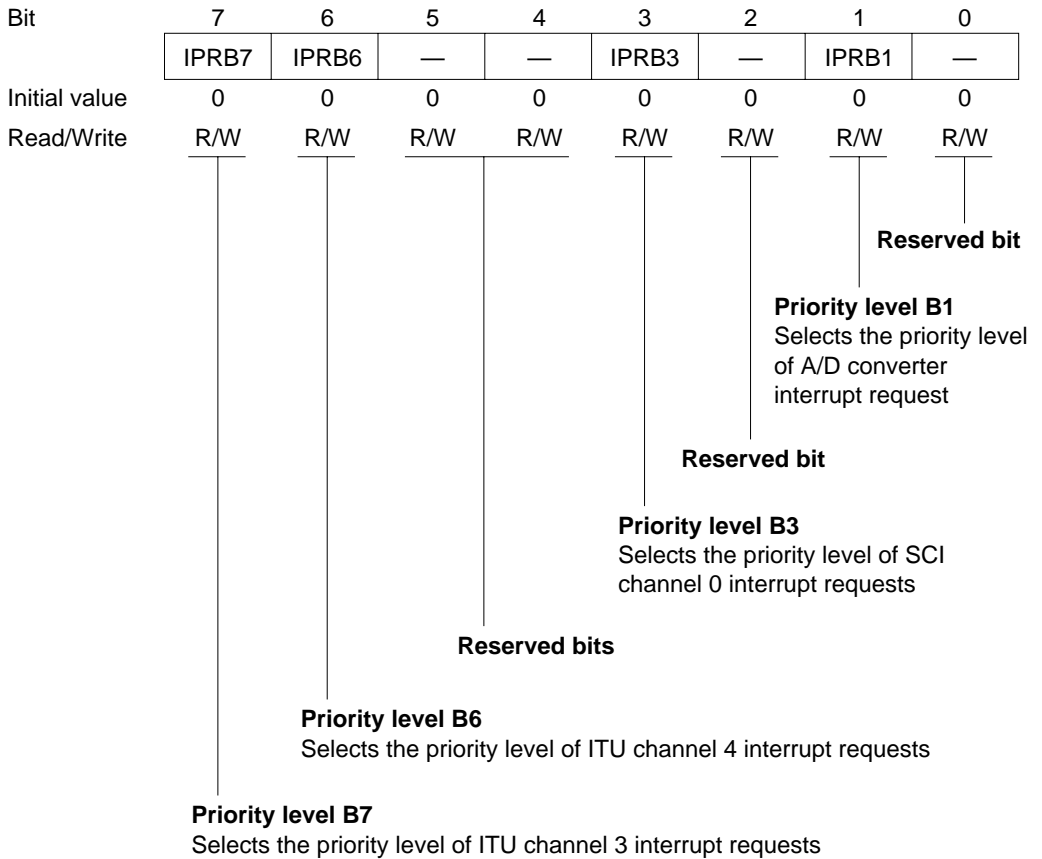 Bit 7 6 5 4 3 2 1 0
IPRB7 IPRB6 — — IPRB3 — IPRB1 —
Initial value 0 0 0 0 0 0 0 0
Read/Write R/W R/W R/W R/W R/W R/W R/W R/W
Reserved bit
Priority level B1
Selects the priority level
of A/D converter
interrupt request
Reserved bit
Priority level B3
Selects the priority level of SCI
channel 0 interrupt requests
Reserved bits
Priority level B6
Selects the priority level of ITU channel 4 interrupt requests
Priority level B7
Selects the priority level of ITU channel 3 interrupt requests